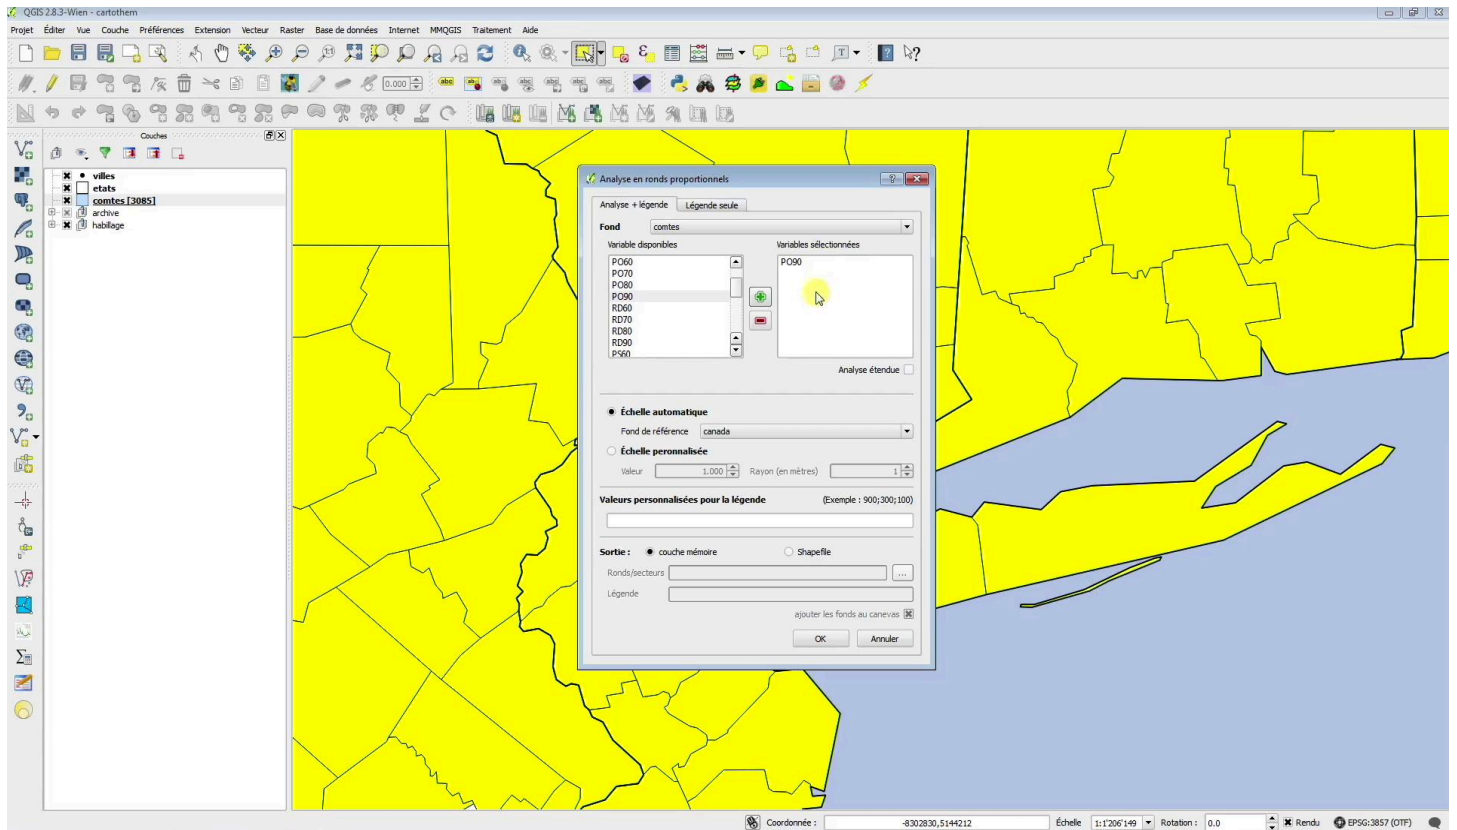 QGIS 2.8.3-Wien - cartothem
Projet Éditer Vue Couche Préférences Extension Vecteur Raster Base de données Internet MMQGIS Traitement Aide
0.000
abc
Couches
villes
etats
comtes [3085]
archive
habillage
Analyse en ronds proportionnels
Analyse + légende Légende seule
Fond comtes
Variable disponibles Variables sélectionnées
PO60 PO90
PO70
PO80
PO90
RD60
RD70
RD80
RD90
PS60
Analyse étendue
Échelle automatique
Fond de référence canada
Échelle peronnalisée
Valeur 1.000 Rayon (en mètres) 1
Valeurs personnalisées pour la légende (Exemple : 900;300;100)
Sortie : couche mémoire Shapefile
Ronds/secteurs ...
Légende
ajouter les fonds au canevas
OK Annuler
Coordonnée : -8302830,5144212 Échelle 1:1'206'149 Rotation : 0.0 Rendu EPSG:3857 (OTF)